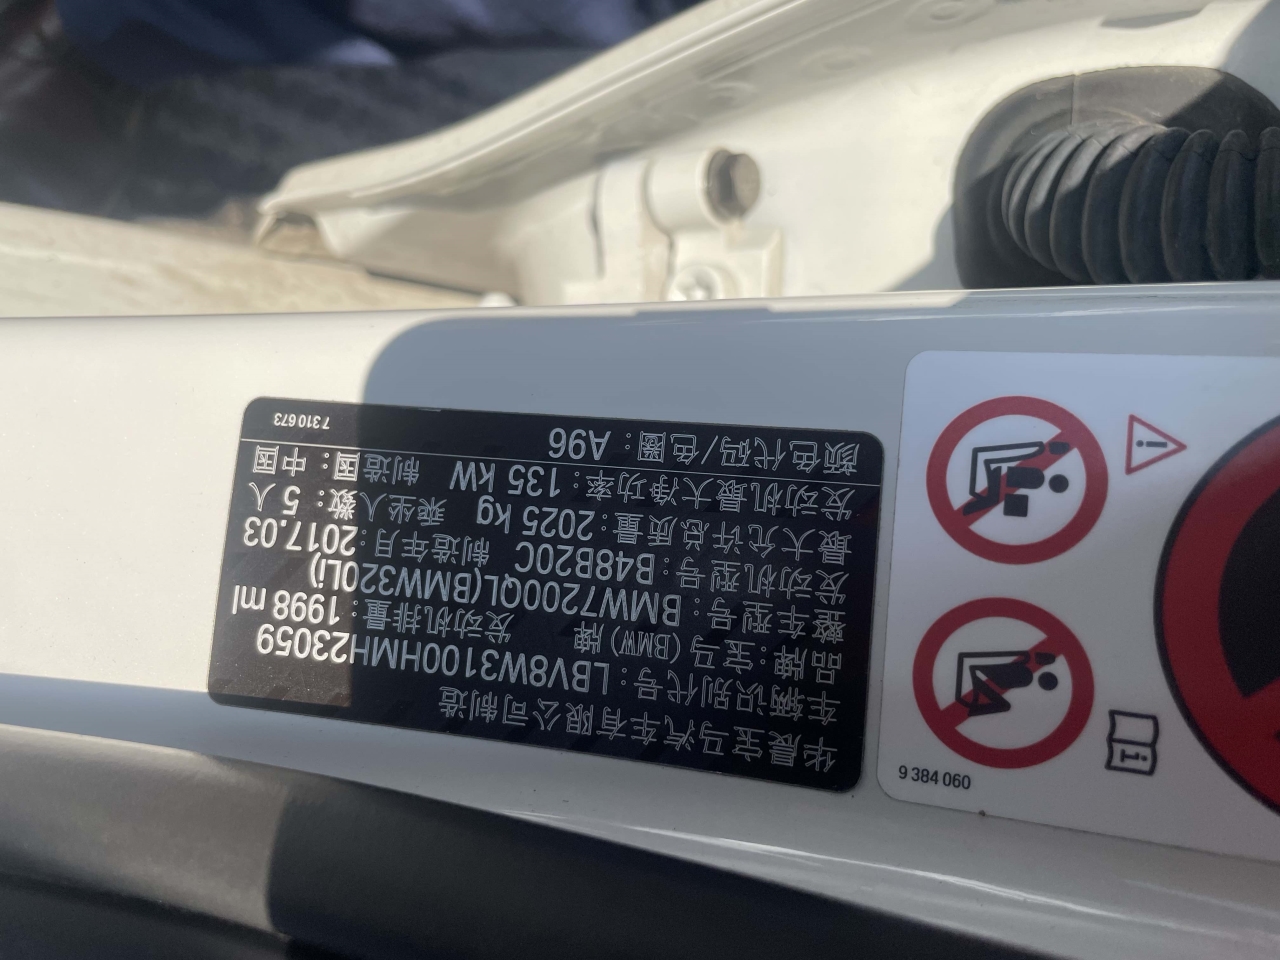 华晨宝马汽车有限公司制造
车辆识别代号：LBV8W3100HMH23059
品牌：宝马（BMW）牌 发动机排量：1998 ml
整车型号：BMW7200QL(BMW320Li)
发动机型号：B48B20C 制造年月：2017.03
最大允许总质量：2025 kg 乘坐人数：5 人
发动机最大净功率：135 kW 制造国：中国
颜色代码/色圈：A96
7 310 673
9 384 060